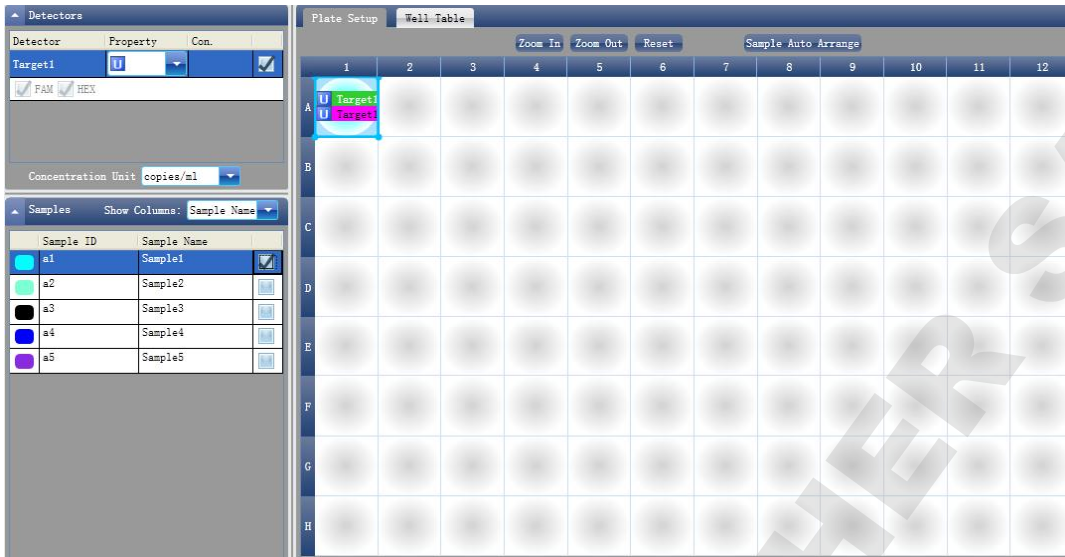 Detectors
Detector Property Con.
Target1 U
FAM HEX
Concentration Unit copies/ml
Samples Show Columns: Sample Name
Sample ID Sample Name
a1 Sample1
a2 Sample2
a3 Sample3
a4 Sample4
a5 Sample5
Plate Setup Well Table
Zoom In Zoom Out Reset Sample Auto Arrange
1 2 3 4 5 6 7 8 9 10 11 12
A U Target1
U Target1
B
C
D
E
F
G
H